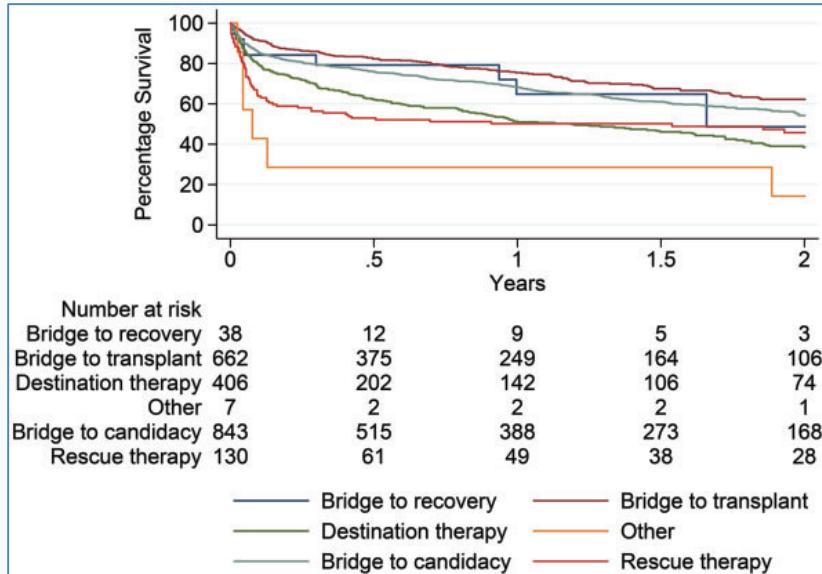 Percentage Survival
100
80
60
40
20
0
0 .5 1 1.5 2
Years
Number at risk
Bridge to recovery 38 12 9 5 3
Bridge to transplant 662 375 249 164 106
Destination therapy 406 202 142 106 74
Other 7 2 2 2 1
Bridge to candidacy 843 515 388 273 168
Rescue therapy 130 61 49 38 28
Bridge to recovery Bridge to transplant
Destination therapy Other
Bridge to candidacy Rescue therapy